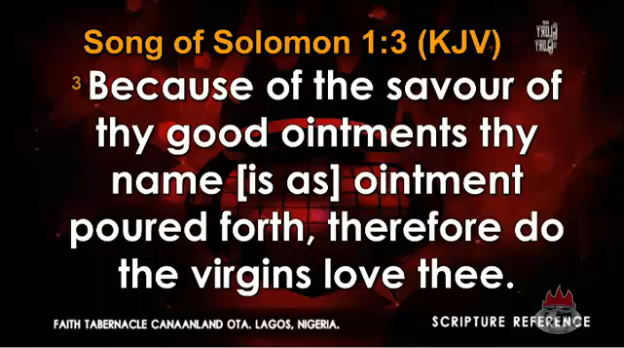 Song of Solomon 1:3 (KJV)
3 Because of the savour of
thy good ointments thy
name [is as] ointment
poured forth, therefore do
the virgins love thee.
FAITH TABERNACLE CANAANLAND OTA. LAGOS, NIGERIA.
SCRIPTURE REFERENCE